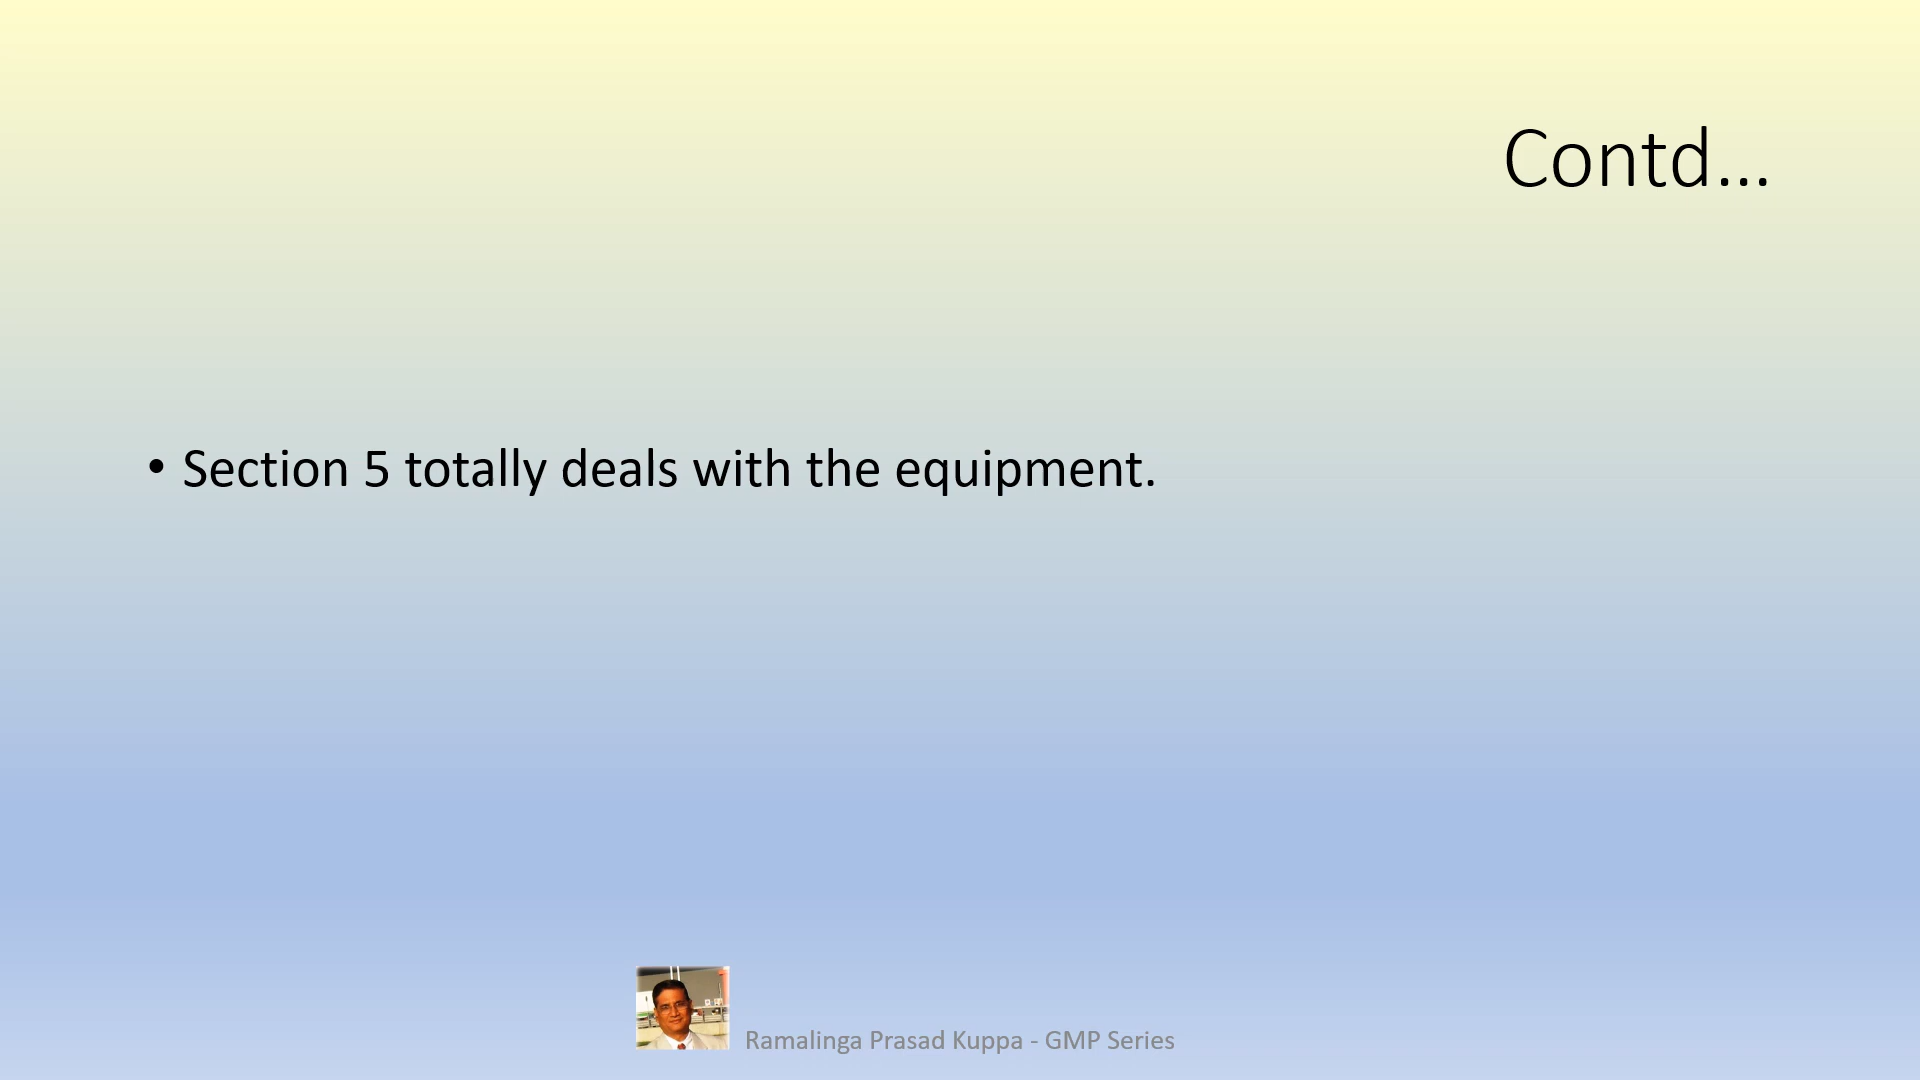 Contd...
• Section 5 totally deals with the equipment.
Ramalinga Prasad Kuppa - GMP Series